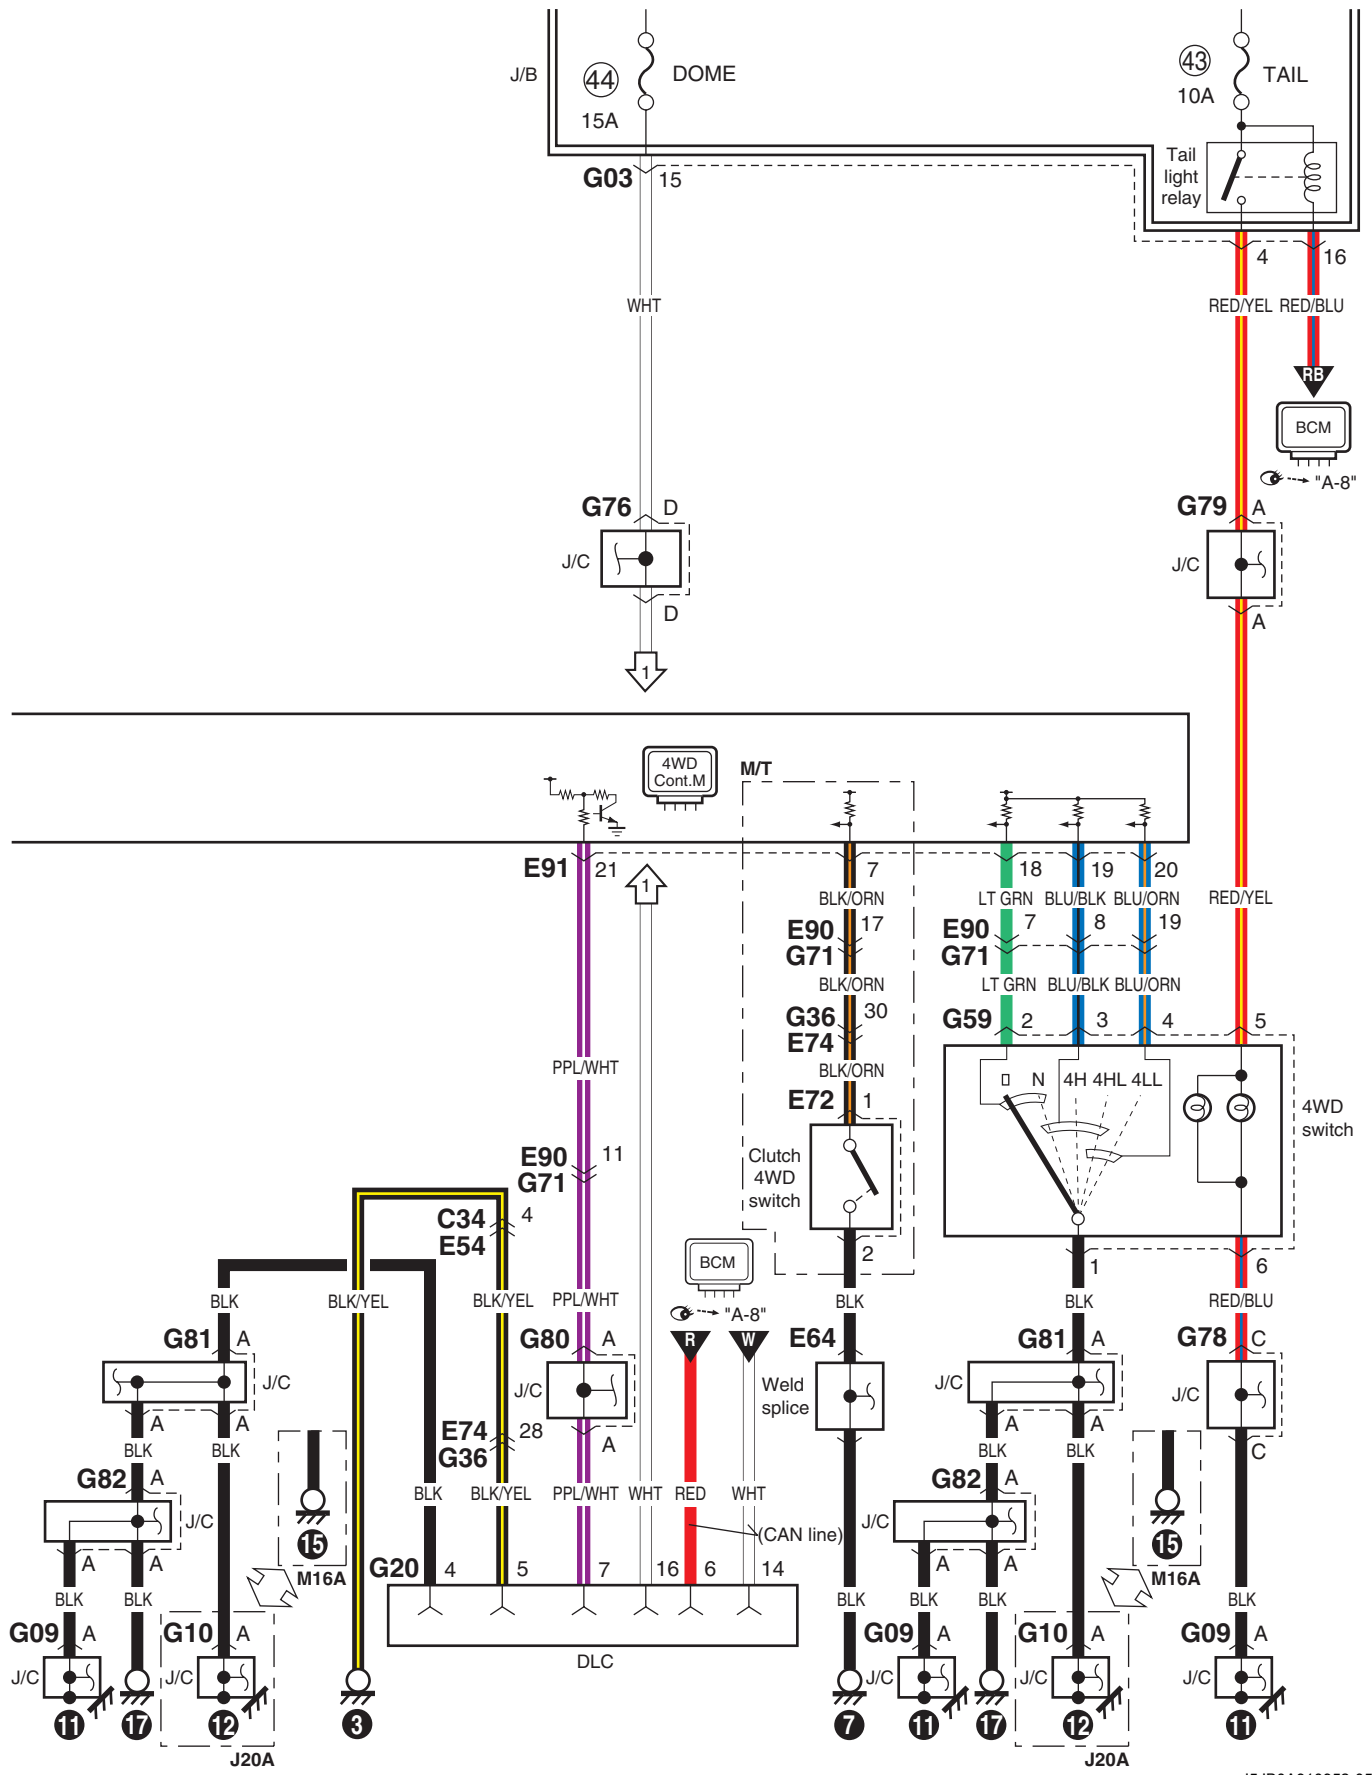 J/B
44
15A
DOME
43
10A
TAIL
Tail
light
relay
G03 15
4 16
WHT
RED/YEL RED/BLU
RB
BCM
"A-8"
G76 D
J/C
D
G79 A
J/C
A
1
4WD
Cont.M
M/T
E91 21
1
7
18 19 20
BLK/ORN
LT GRN BLU/BLK BLU/ORN RED/YEL
E90 17
G71
E90 7 8 19
G71
BLK/ORN
LT GRN BLU/BLK BLU/ORN
G36 30
E74
G59 2 3 4 5
PPL/WHT
BLK/ORN
N 4H 4HL 4LL
E72 1
4WD
switch
Clutch
4WD
switch
E90 11
G71
C34 4
E54
2
1 6
BCM
"A-8"
BLK BLK/YEL BLK/YEL PPL/WHT
BLK BLK RED/BLU
G81 A
J/C
A A
G80 A
J/C
A
R W
E64
Weld
splice
G81 A
J/C
A A
G78 C
J/C
C
E74 28
G36
BLK BLK
BLK BLK
G82 A
J/C
A A
15
M16A
BLK BLK/YEL PPL/WHT WHT RED WHT
(CAN line)
G82 A
J/C
A A
15
M16A
G20 4 5 7 16 6 14
DLC
BLK BLK
BLK BLK BLK BLK
G09 A
J/C
11
17
G10 A
J/C
12
J20A
3
7
G09 A
J/C
11
17
G10 A
J/C
12
J20A
G09 A
J/C
11